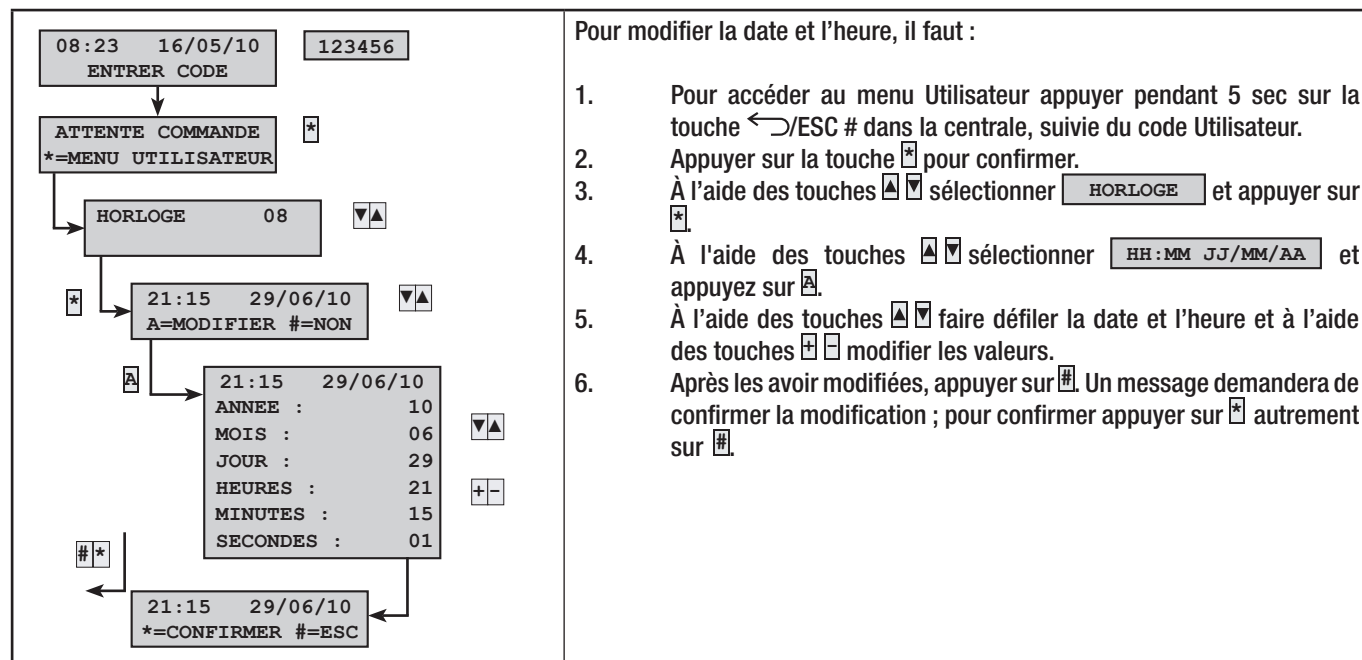 08:23 16/05/10
ENTRER CODE
123456
ATTENTE COMMANDE
*=MENU UTILISATEUR
*
HORLOGE 08
▼▲
*
21:15 29/06/10
A=MODIFIER #=NON
▼▲
A
21:15 29/06/10
ANNEE : 10
MOIS : 06
JOUR : 29
HEURES : 21
MINUTES : 15
SECONDES : 01
▼▲
+-
#*
21:15 29/06/10
*=CONFIRMER #=ESC
Pour modifier la date et l’heure, il faut :
1. Pour accéder au menu Utilisateur appuyer pendant 5 sec sur la
touche /ESC # dans la centrale, suivie du code Utilisateur.
2. Appuyer sur la touche * pour confirmer.
3. À l’aide des touches ▲ ▼ sélectionner HORLOGE et appuyer sur
*.
4. À l'aide des touches ▲ ▼ sélectionner HH:MM JJ/MM/AA et
appuyez sur A.
5. À l’aide des touches ▲ ▼ faire défiler la date et l’heure et à l’aide
des touches + - modifier les valeurs.
6. Après les avoir modifiées, appuyer sur #. Un message demandera de
confirmer la modification ; pour confirmer appuyer sur * autrement
sur #.